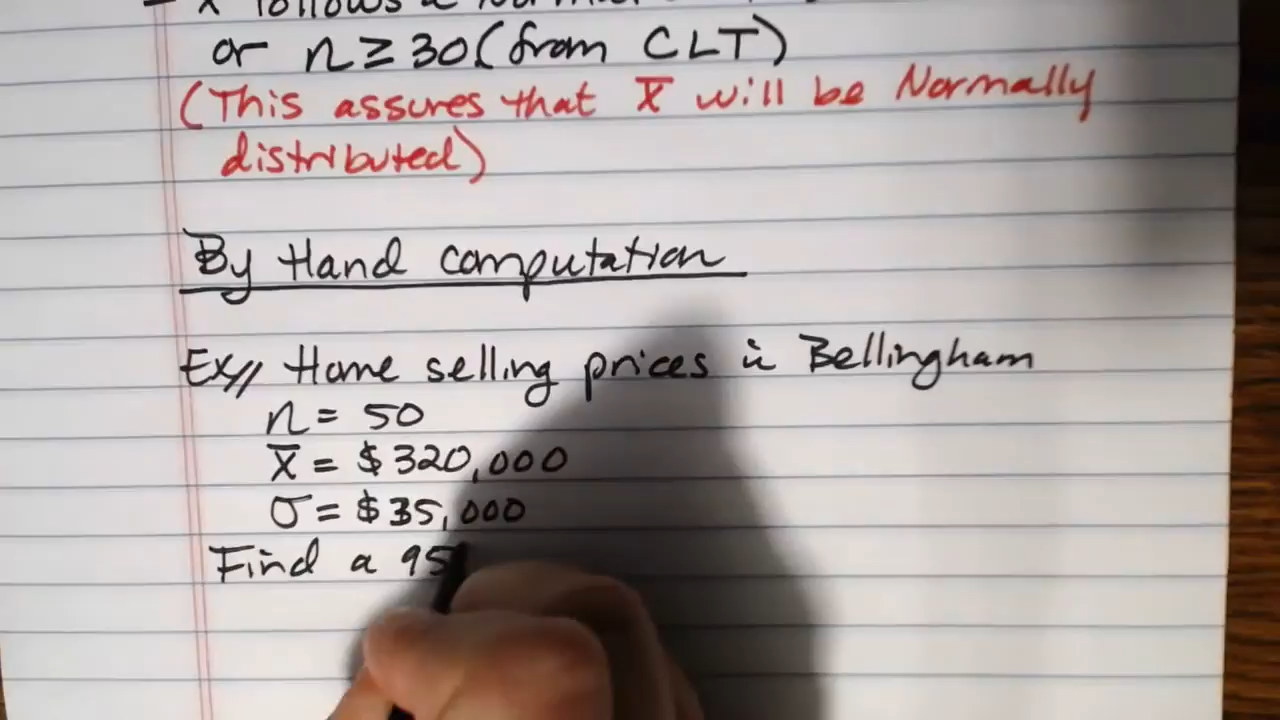 follows a
or n ≥ 30 (from CLT)
(This assures that x̄ will be Normally
distributed)
By Hand computation
Ex// Home selling prices in Bellingham
n = 50
x̄ = $320,000
σ = $35,000
Find a 95